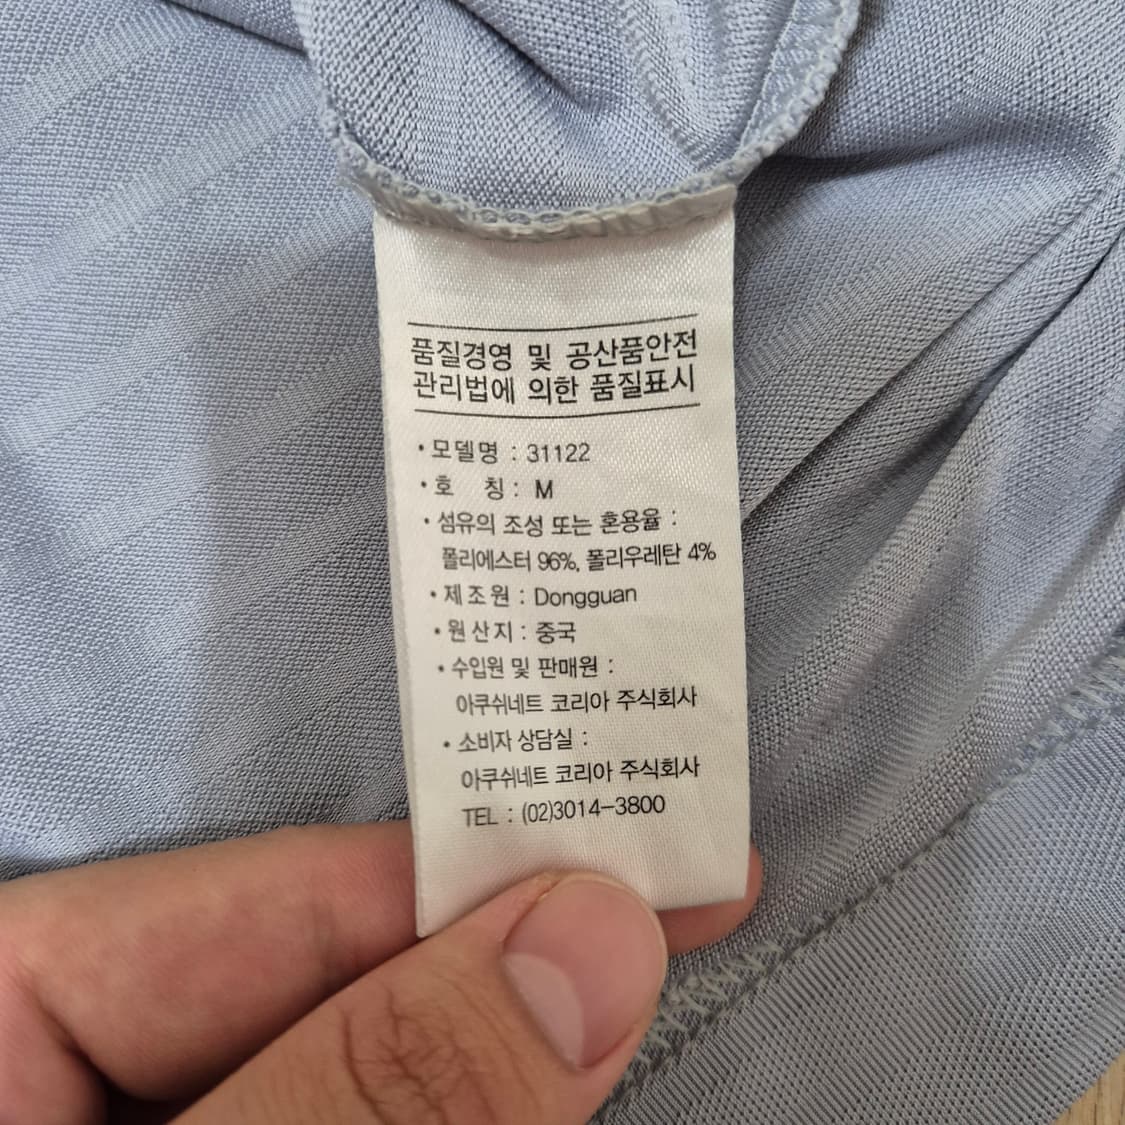 품질경영 및 공산품안전
관리법에 의한 품질표시
• 모델명 : 31122
• 호 칭 : M
• 섬유의 조성 또는 혼용율 :
폴리에스터 96%, 폴리우레탄 4%
• 제조원 : Dongguan
• 원산지 : 중국
• 수입원 및 판매원 :
아쿠쉬네트 코리아 주식회사
• 소비자 상담실 :
아쿠쉬네트 코리아 주식회사
TEL : (02)3014-3800